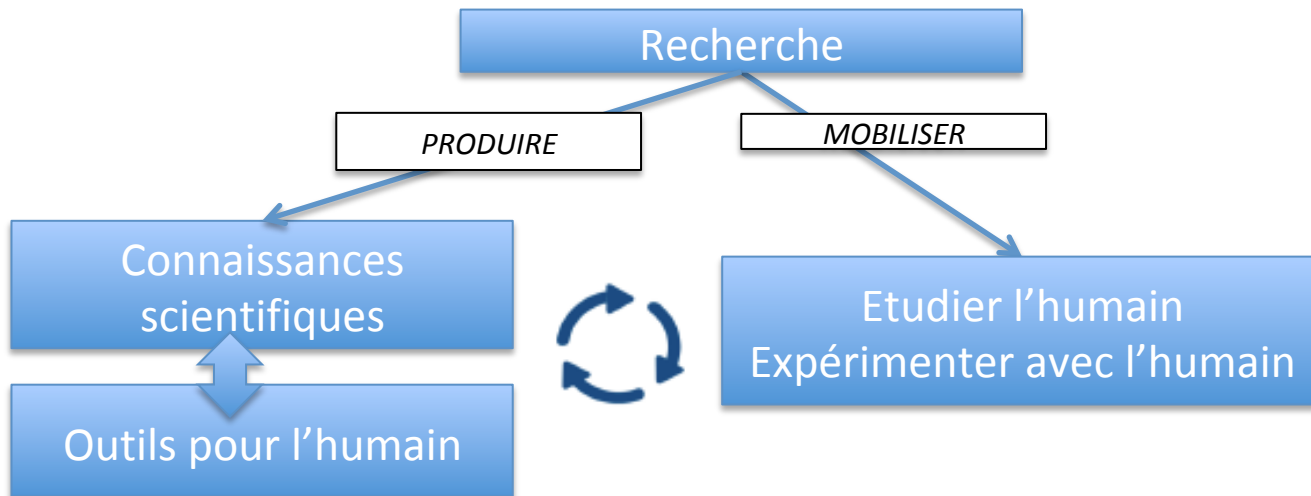 Recherche
PRODUIRE
MOBILISER
Connaissances
scientifiques
Etudier l’humain
Expérimenter avec l’humain
Outils pour l’humain